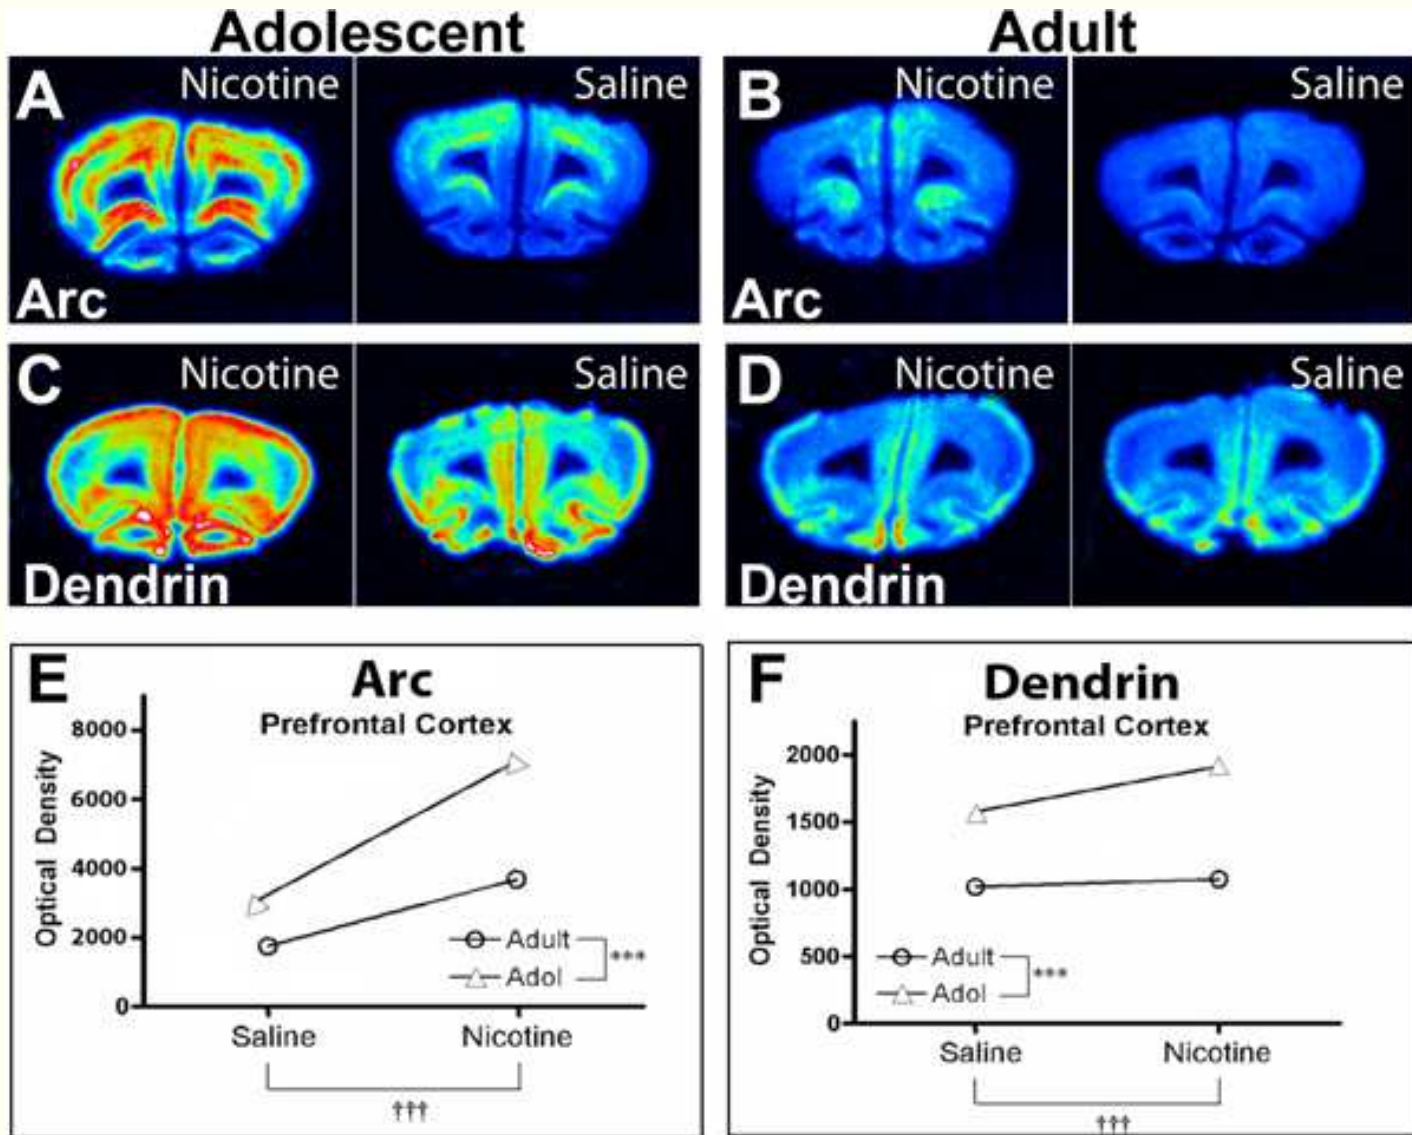 Adolescent
Adult
A
Nicotine
Saline
B
Nicotine
Saline
Arc
Arc
C
Nicotine
Saline
D
Nicotine
Saline
Dendrin
Dendrin
E
Arc
Prefrontal Cortex
8000
6000
4000
2000
0
Optical Density
Adult
Adol
***
Saline
Nicotine
†††
F
Dendrin
Prefrontal Cortex
2000
1500
1000
500
0
Optical Density
Adult
Adol
***
Saline
Nicotine
†††